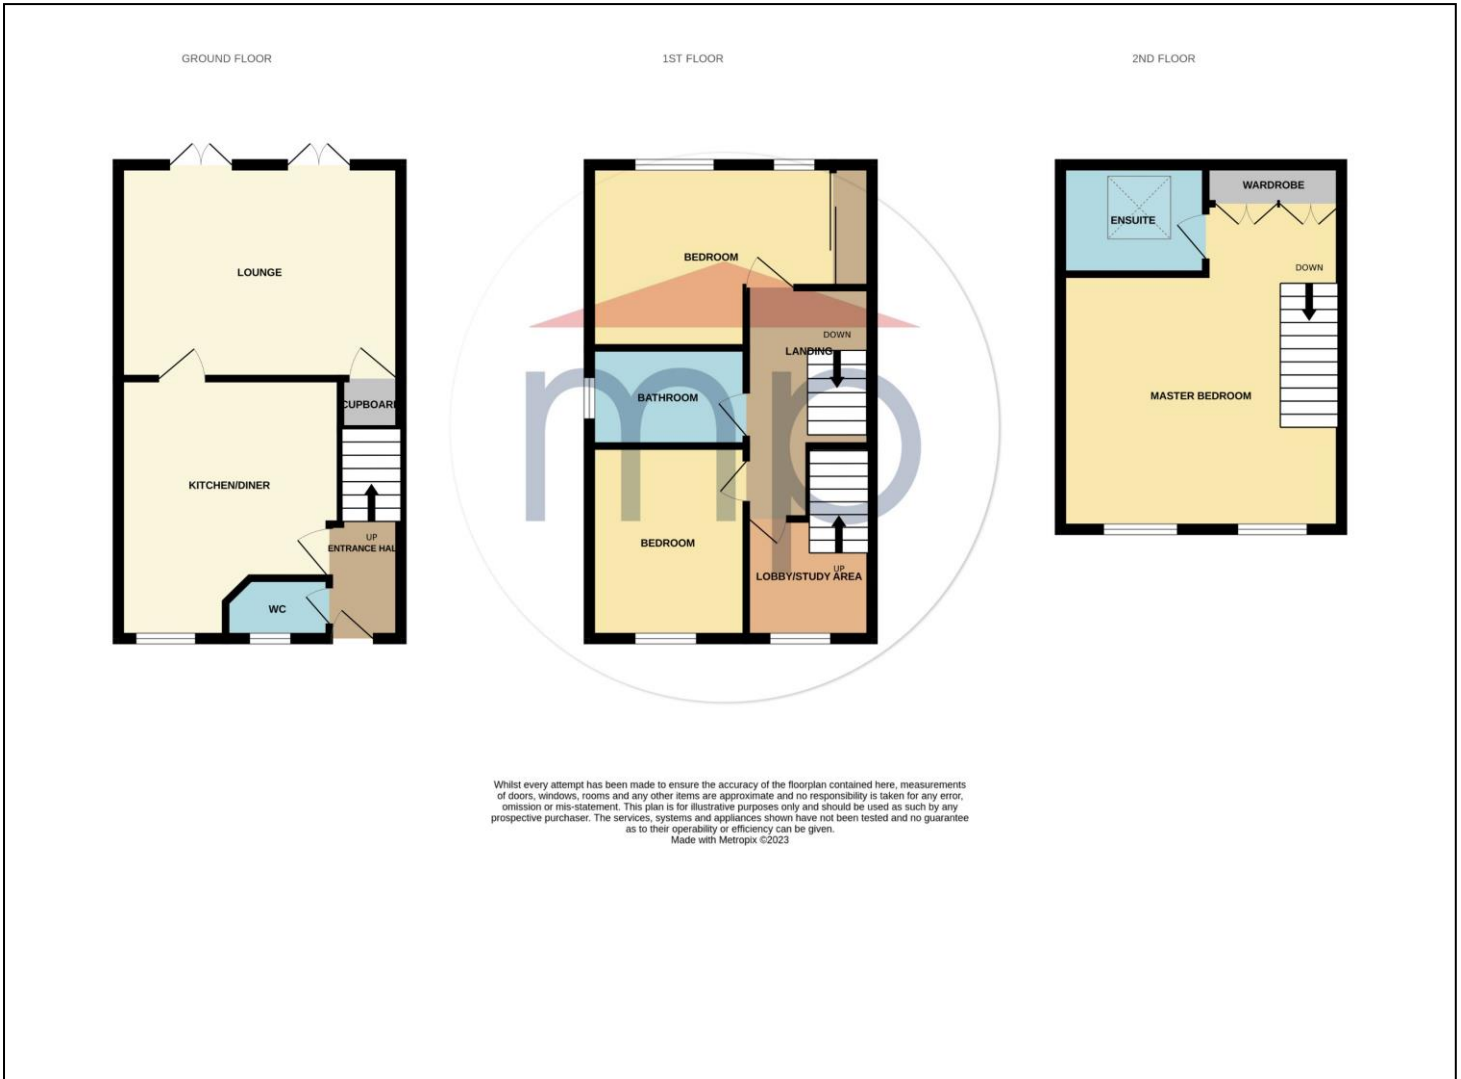 GROUND FLOOR
1ST FLOOR
2ND FLOOR
LOUNGE
CUPBOARD
KITCHEN/DINER
UP
ENTRANCE HALL
WC
BEDROOM
DOWN
LANDING
BATHROOM
BEDROOM
UP
LOBBY/STUDY AREA
mp
WARDROBE
ENSUITE
DOWN
MASTER BEDROOM
Whilst every attempt has been made to ensure the accuracy of the floorplan contained here, measurements
of doors, windows, rooms and any other items are approximate and no responsibility is taken for any error,
omission or mis-statement. This plan is for illustrative purposes only and should be used as such by any
prospective purchaser. The services, systems and appliances shown have not been tested and no guarantee
as to their operability or efficiency can be given.
Made with Metropix ©2023